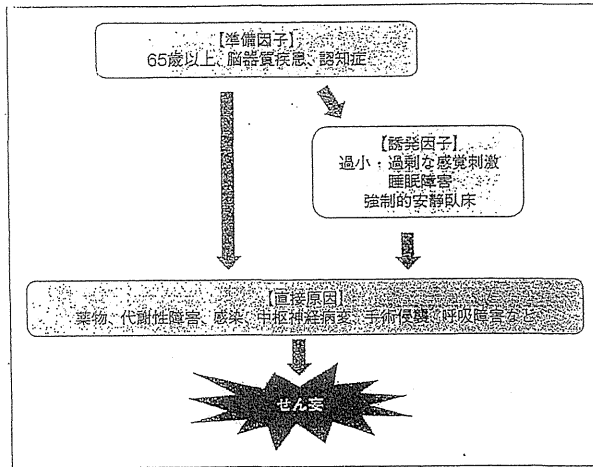 【準備因子】
65歳以上、脳器質疾患、認知症
【誘発因子】
過小・過剰な感覚刺激
睡眠障害
強制的安静臥床
【直接原因】
薬物、代謝性障害、感染、中枢神経病変、手術侵襲、呼吸障害など
せん妄